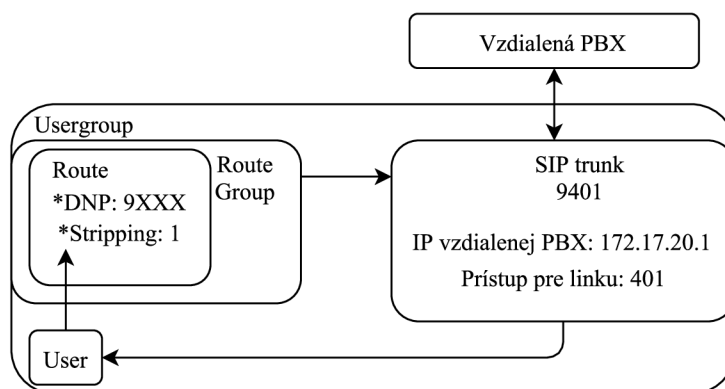 Vzdialená PBX
Usergroup
Route
*DNP: 9XXX
*Stripping: 1
Route
Group
SIP trunk
9401
IP vzdialenej PBX: 172.17.20.1
Prístup pre linku: 401
User